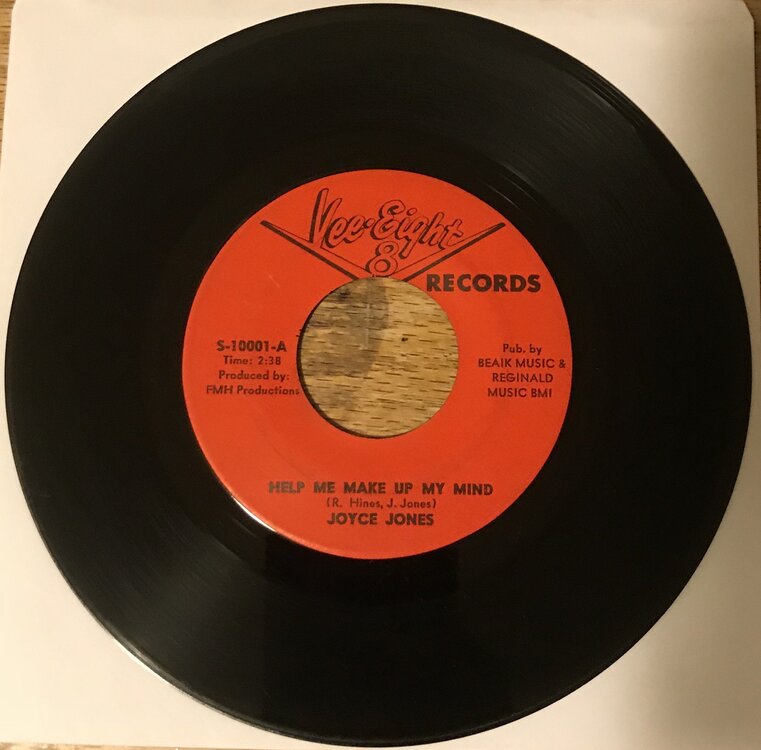 Vee-Eight
8
RECORDS
S-10001-A
Time: 2:38
Produced by:
FMH Productions
Pub. by
BEAIK MUSIC &
REGINALD
MUSIC BMI
HELP ME MAKE UP MY MIND
(R. Hines, J. Jones)
JOYCE JONES